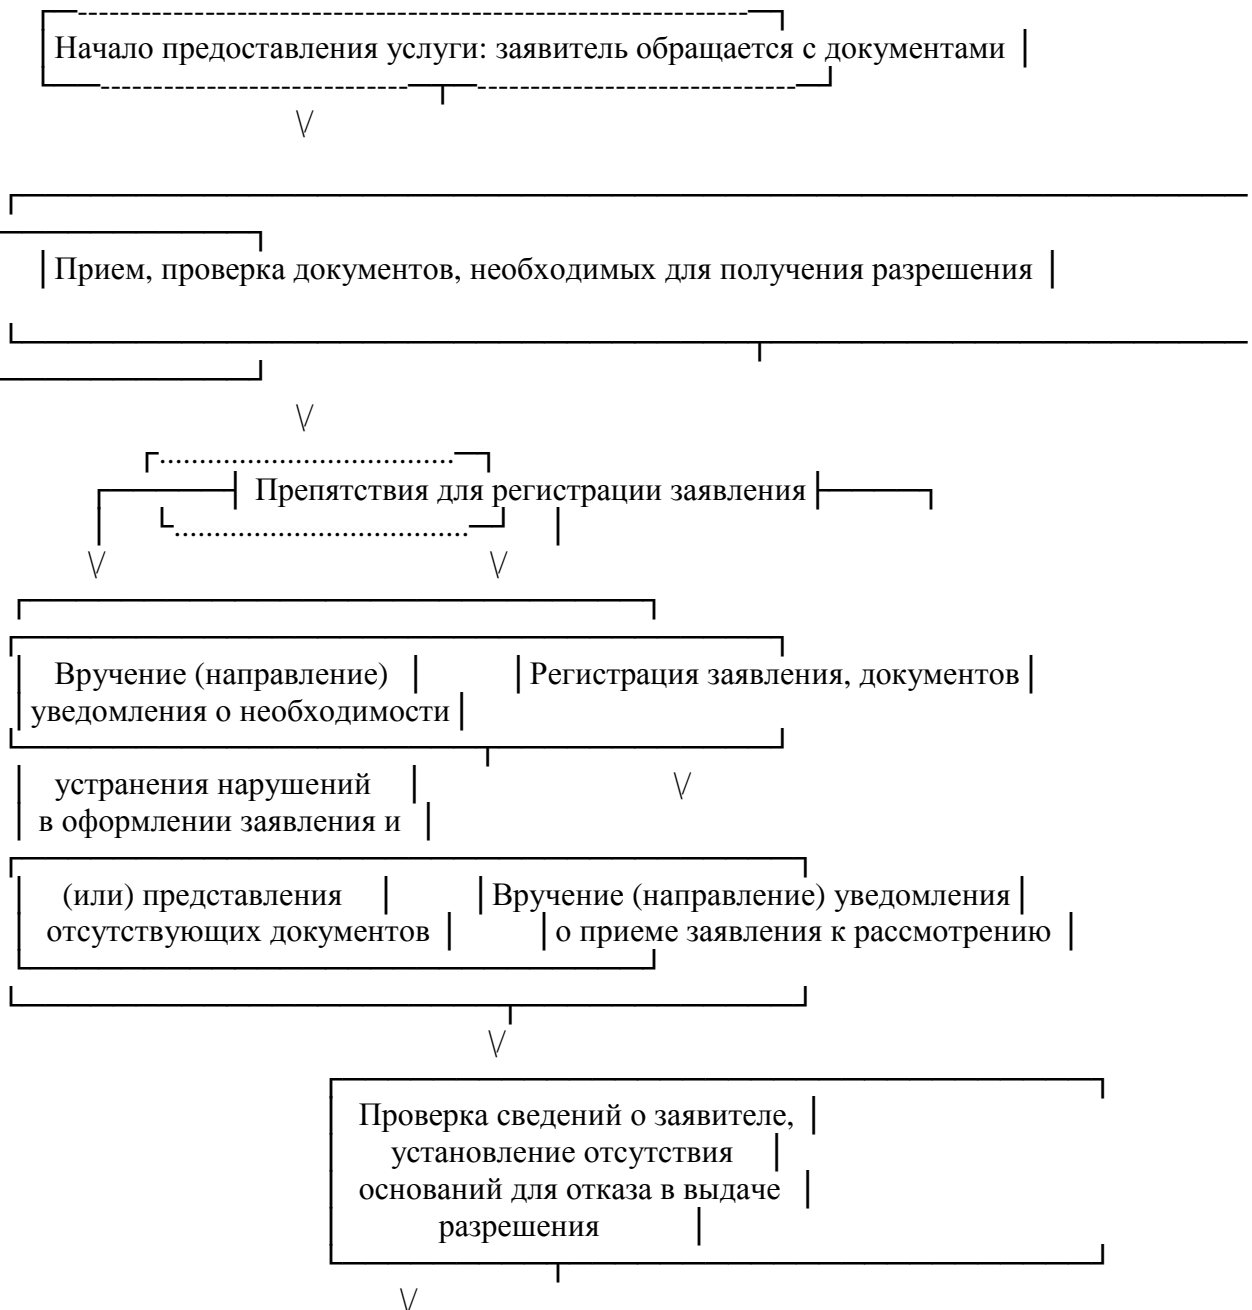 Начало предоставления услуги: заявитель обращается с документами
Прием, проверка документов, необходимых для получения разрешения
Препятствия для регистрации заявления
Вручение (направление) Регистрация заявления, документов
уведомления о необходимости
устранения нарушений
в оформлении заявления и
(или) представления Вручение (направление) уведомления
отсутствующих документов о приеме заявления к рассмотрению
Проверка сведений о заявителе,
установление отсутствия
оснований для отказа в выдаче
разрешения